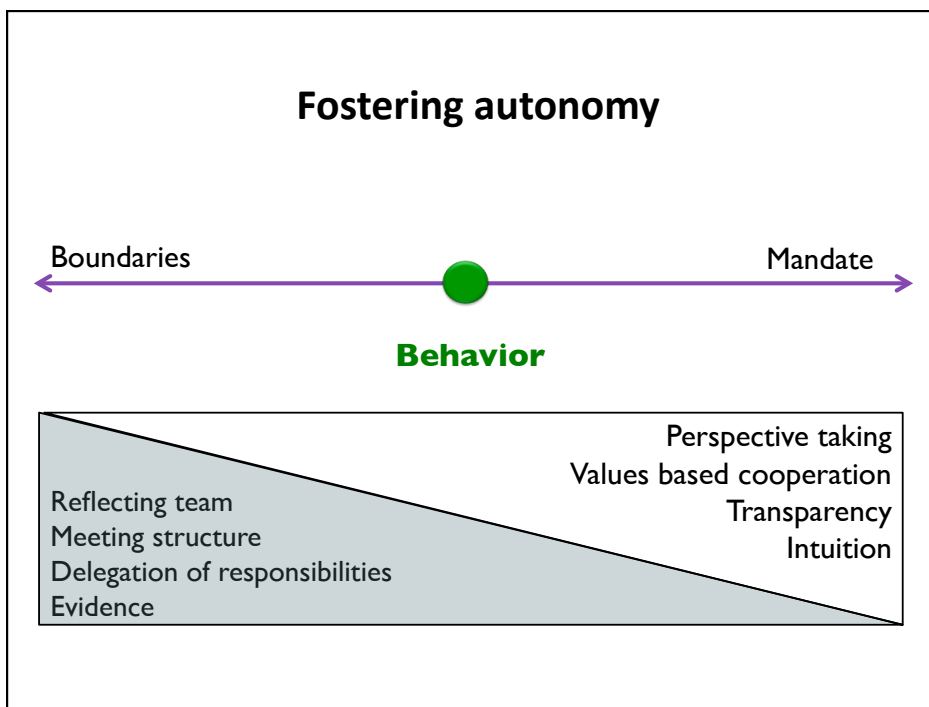 Fostering autonomy
Boundaries
Mandate
Behavior
Perspective taking
Values based cooperation
Transparency
Intuition
Reflecting team
Meeting structure
Delegation of responsibilities
Evidence